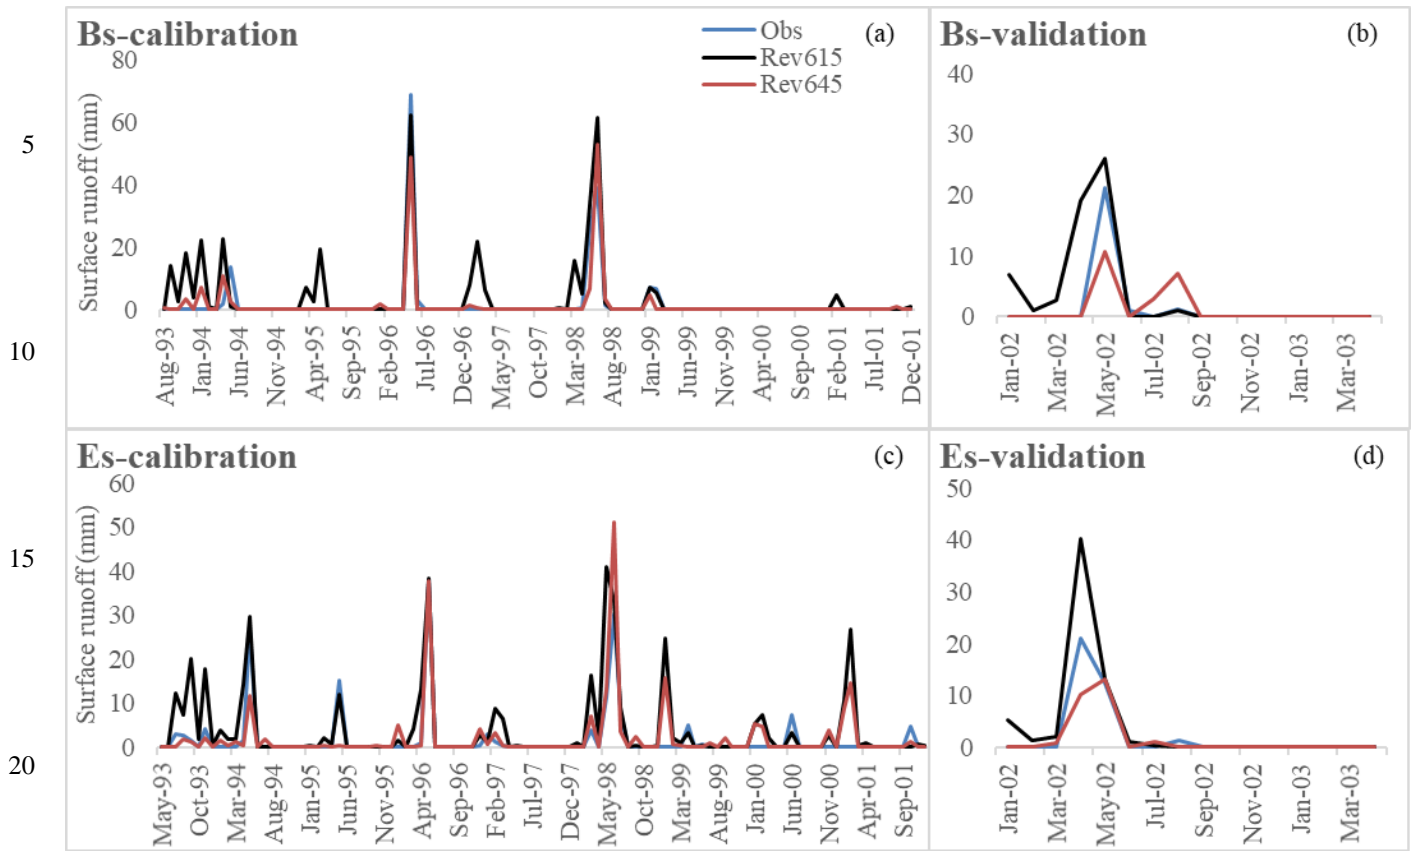 Bs-calibration
(a)
Obs
Rev615
Rev645
Surface runoff (mm)
80
60
40
20
0
Aug-93
Jan-94
Jun-94
Nov-94
Apr-95
Sep-95
Feb-96
Jul-96
Dec-96
May-97
Oct-97
Mar-98
Aug-98
Jan-99
Jun-99
Nov-99
Apr-00
Sep-00
Feb-01
Jul-01
Dec-01
Bs-validation
(b)
40
30
20
10
0
Jan-02
Mar-02
May-02
Jul-02
Sep-02
Nov-02
Jan-03
Mar-03
5
10
Es-calibration
(c)
Surface runoff (mm)
60
50
40
30
20
10
0
May-93
Oct-93
Mar-94
Aug-94
Jan-95
Jun-95
Nov-95
Apr-96
Sep-96
Feb-97
Jul-97
Dec-97
May-98
Oct-98
Mar-99
Aug-99
Jan-00
Jun-00
Nov-00
Apr-01
Sep-01
Es-validation
(d)
50
40
30
20
10
0
Jan-02
Mar-02
May-02
Jul-02
Sep-02
Nov-02
Jan-03
Mar-03
15
20